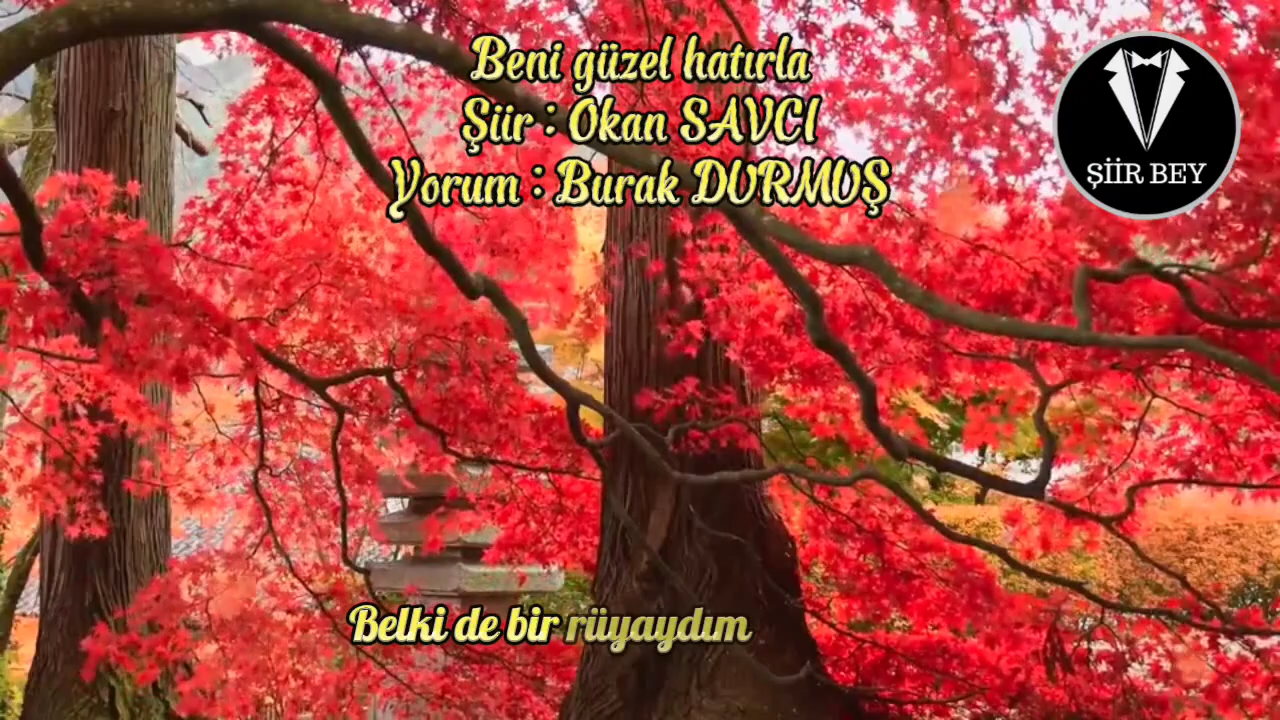 Beni güzel hatırla
Şiir : Okan SAVCI
Yorum : Burak DURMUŞ
ŞİİR BEY
Belki de bir rüyaydım